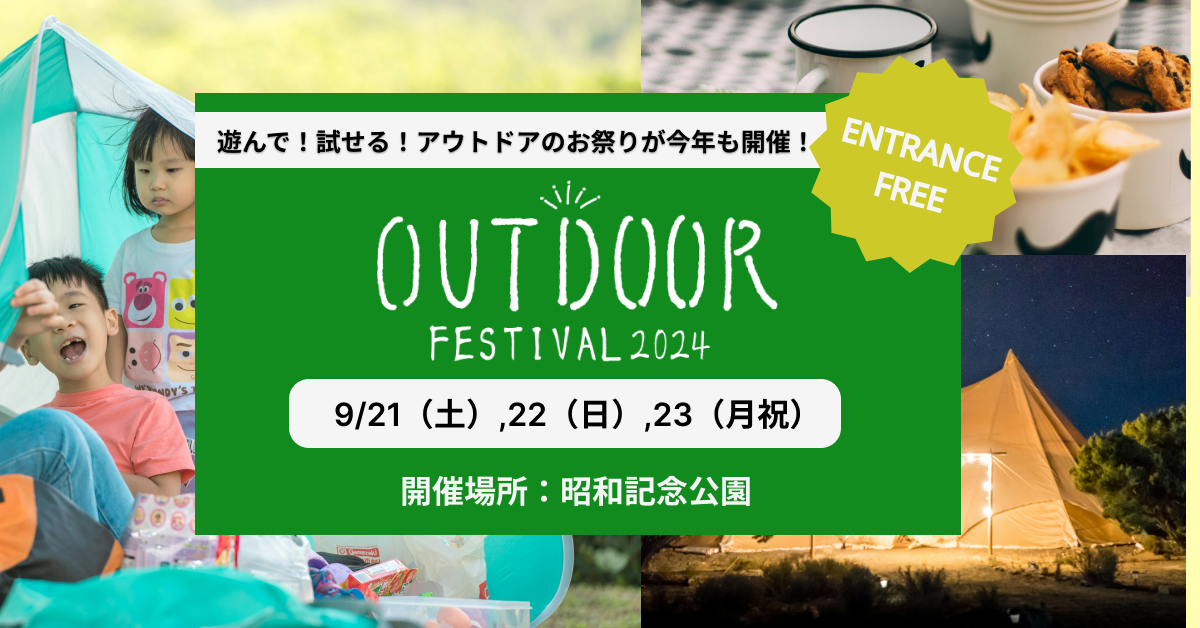 遊んで！試せる！アウトドアのお祭りが今年も開催！
ENTRANCE
FREE
OUTDOOR
FESTIVAL 2024
9/21（土）,22（日）,23（月祝）
開催場所：昭和記念公園